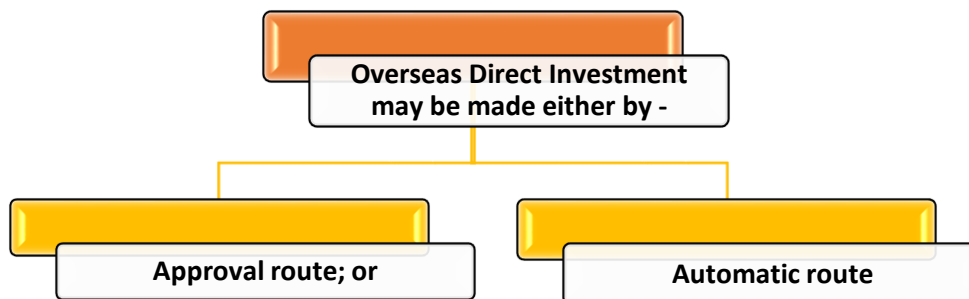 Overseas Direct Investment
may be made either by -
Approval route; or
Automatic route